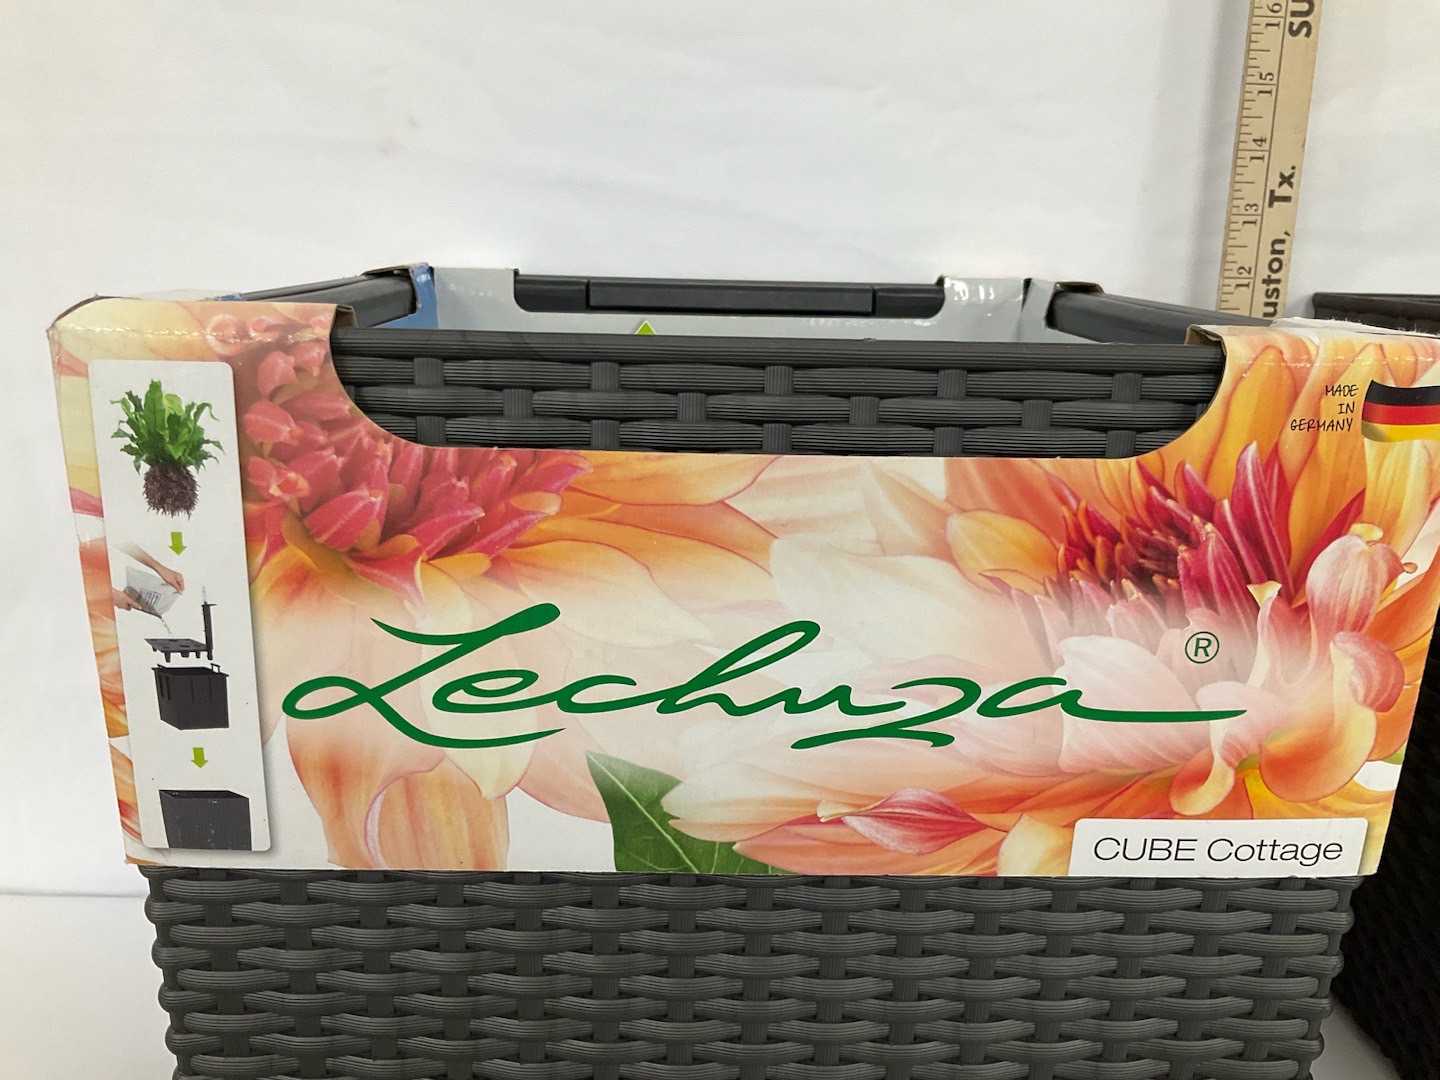 MADE
IN
GERMANY
Lechuza®
CUBE Cottage
12 13 14 15 16
uston, Tx. SU